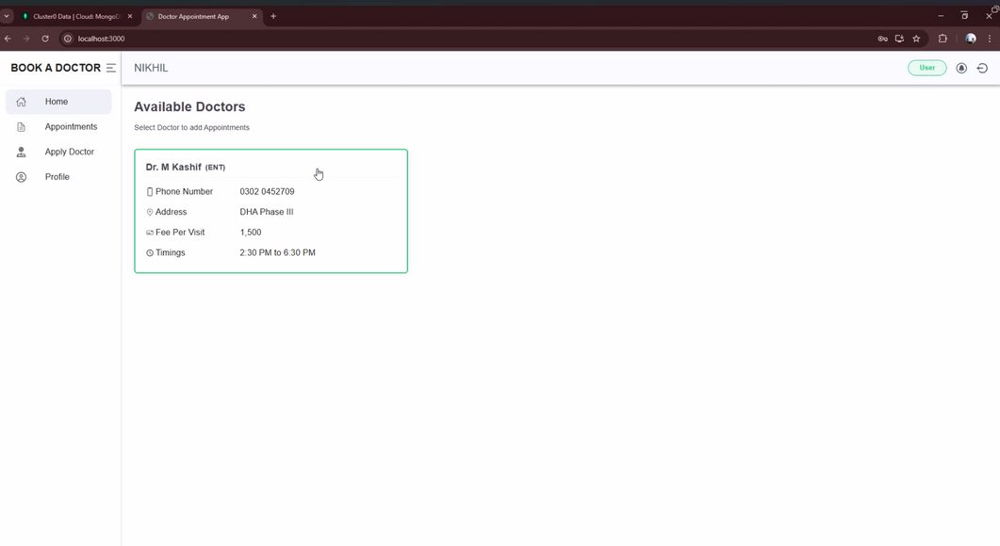 Cluster0 Data | Cloud: MongoD
Doctor Appointment App
localhost:3000
BOOK A DOCTOR
NIKHIL
User
Home
Appointments
Apply Doctor
Profile
Available Doctors
Select Doctor to add Appointments
Dr. M Kashif (ENT)
Phone Number 0302 0452709
Address DHA Phase III
Fee Per Visit 1,500
Timings 2:30 PM to 6:30 PM